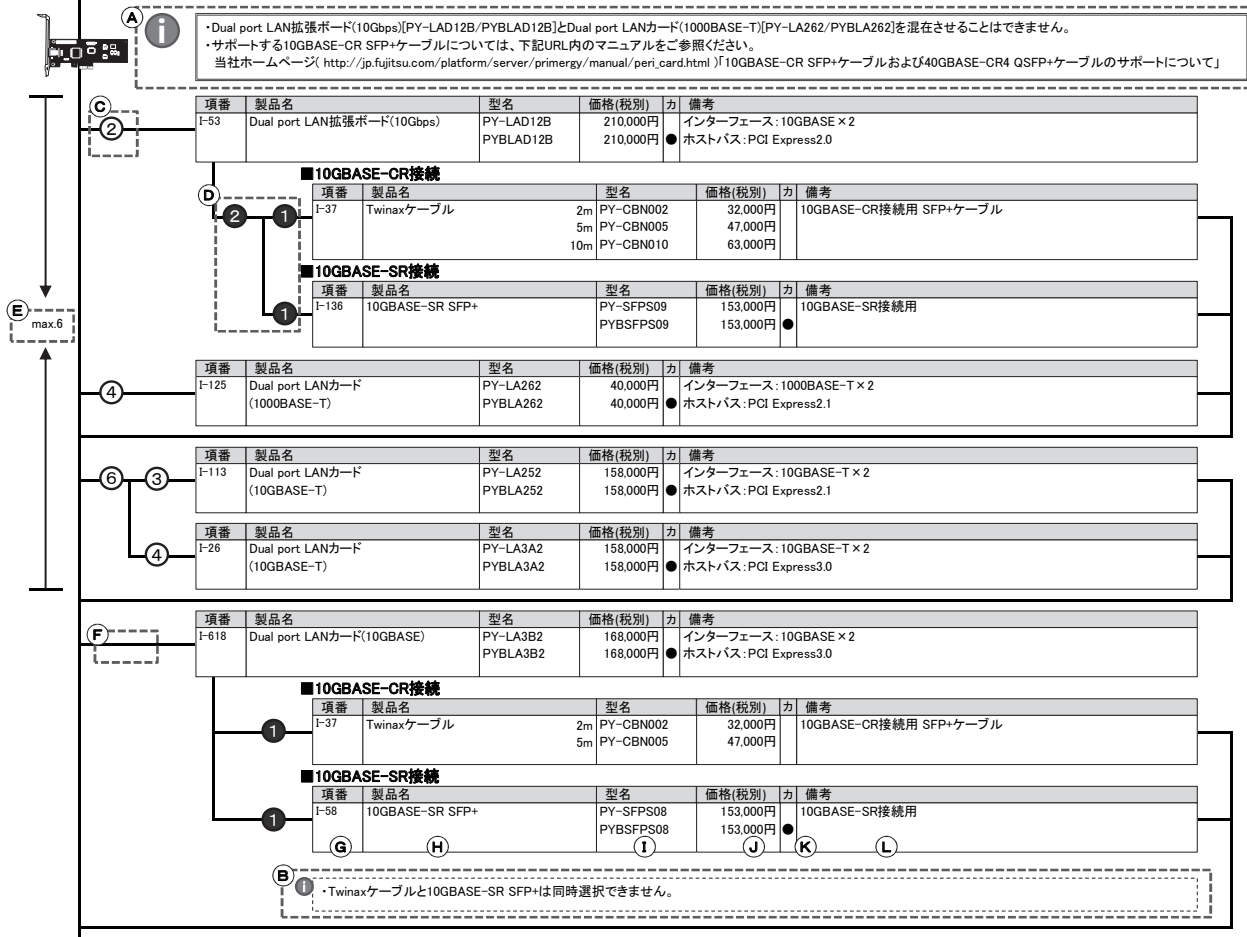 A
i
・Dual port LAN拡張ボード(10Gbps)[PY-LAD12B/PYBLAD12B]とDual port LANカード(1000BASE-T)[PY-LA262/PYBLA262]を混在させることはできません。
・サポートする10GBASE-CR SFP+ケーブルについては、下記URL内のマニュアルをご参照ください。
当社ホームページ( http://jp.fujitsu.com/platform/server/primergy/manual/peri_card.html )「10GBASE-CR SFP+ケーブルおよび40GBASE-CR4 QSFP+ケーブルのサポートについて」
C
②
項番 製品名 型名 価格(税別) カ 備考
I-53 Dual port LAN拡張ボード(10Gbps) PY-LAD12B 210,000円 インターフェース:10GBASE×2
PYBLAD12B 210,000円 ● ホストバス:PCI Express2.0
■10GBASE-CR接続
D
❷ ❶
項番 製品名 型名 価格(税別) カ 備考
I-37 Twinaxケーブル 2m PY-CBN002 32,000円 10GBASE-CR接続用 SFP+ケーブル
5m PY-CBN005 47,000円
10m PY-CBN010 63,000円
■10GBASE-SR接続
❶
項番 製品名 型名 価格(税別) カ 備考
I-136 10GBASE-SR SFP+ PY-SFPS09 153,000円 10GBASE-SR接続用
PYBSFPS09 153,000円 ●
E
max.6
④
項番 製品名 型名 価格(税別) カ 備考
I-125 Dual port LANカード PY-LA262 40,000円 インターフェース:1000BASE-T×2
(1000BASE-T) PYBLA262 40,000円 ● ホストバス:PCI Express2.1
⑥ ③
項番 製品名 型名 価格(税別) カ 備考
I-113 Dual port LANカード PY-LA252 158,000円 インターフェース:10GBASE-T×2
(10GBASE-T) PYBLA252 158,000円 ● ホストバス:PCI Express2.1
④
項番 製品名 型名 価格(税別) カ 備考
I-26 Dual port LANカード PY-LA3A2 158,000円 インターフェース:10GBASE-T×2
(10GBASE-T) PYBLA3A2 158,000円 ● ホストバス:PCI Express3.0
F
項番 製品名 型名 価格(税別) カ 備考
I-618 Dual port LANカード(10GBASE) PY-LA3B2 168,000円 インターフェース:10GBASE×2
PYBLA3B2 168,000円 ● ホストバス:PCI Express3.0
■10GBASE-CR接続
❶
項番 製品名 型名 価格(税別) カ 備考
I-37 Twinaxケーブル 2m PY-CBN002 32,000円 10GBASE-CR接続用 SFP+ケーブル
5m PY-CBN005 47,000円
■10GBASE-SR接続
❶
項番 製品名 型名 価格(税別) カ 備考
I-58 10GBASE-SR SFP+ PY-SFPS08 153,000円 10GBASE-SR接続用
PYBSFPS08 153,000円 ●
G H I J K L
B
i
・Twinaxケーブルと10GBASE-SR SFP+は同時選択できません。